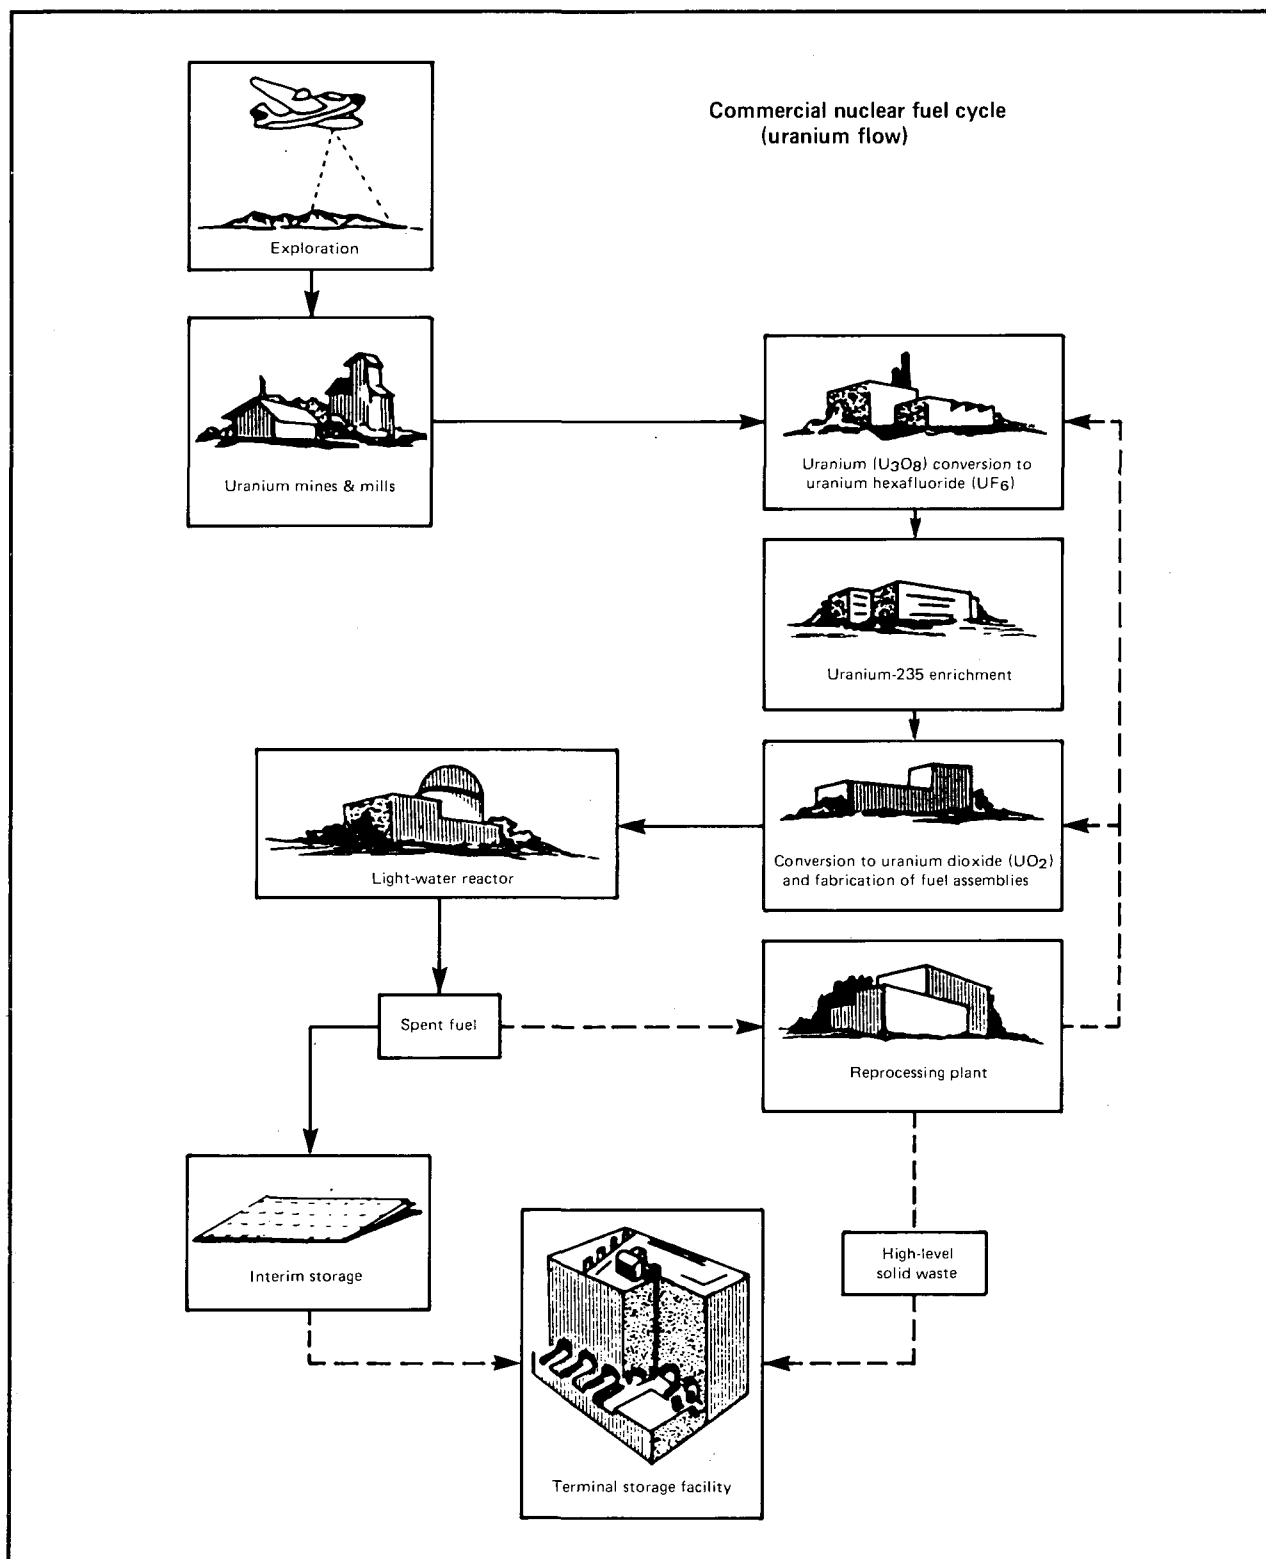 Commercial nuclear fuel cycle
(uranium flow)
Exploration
Uranium mines & mills
Uranium (U3O8) conversion to
uranium hexafluoride (UF6)
Uranium-235 enrichment
Conversion to uranium dioxide (UO2)
and fabrication of fuel assemblies
Light-water reactor
Spent fuel
Reprocessing plant
Interim storage
High-level
solid waste
Terminal storage facility